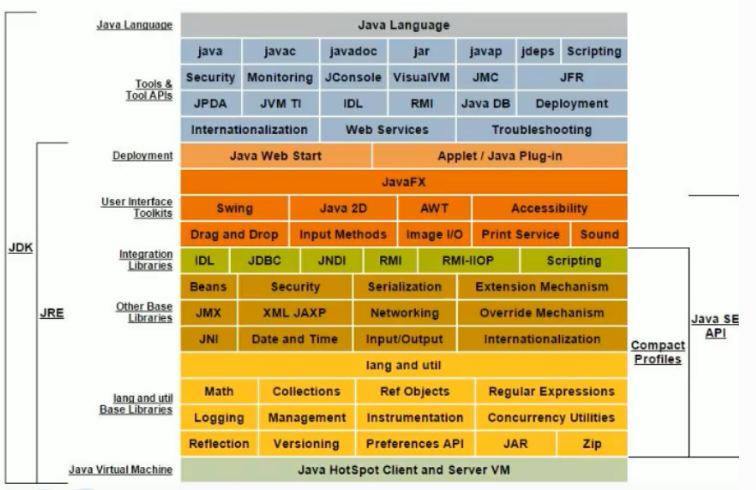 Java Language Java Language
java javac javadoc jar javap jdeps Scripting
Security Monitoring JConsole VisualVM JMC JFR
Tools &
Tool APIs
JPDA JVM TI IDL RMI Java DB Deployment
Internationalization Web Services Troubleshooting
Deployment Java Web Start Applet / Java Plug-in
JavaFX
User Interface
Toolkits
Swing Java 2D AWT Accessibility
Drag and Drop Input Methods Image I/O Print Service Sound
JDK
Integration
Libraries
IDL JDBC JNDI RMI RMI-IIOP Scripting
Beans Security Serialization Extension Mechanism
JRE
Other Base
Libraries
JMX XML JAXP Networking Override Mechanism
Java SE
API
JNI Date and Time Input/Output Internationalization
Compact
Profiles
lang and util
Math Collections Ref Objects Regular Expressions
lang and util
Base Libraries
Logging Management Instrumentation Concurrency Utilities
Reflection Versioning Preferences API JAR Zip
Java Virtual Machine Java HotSpot Client and Server VM